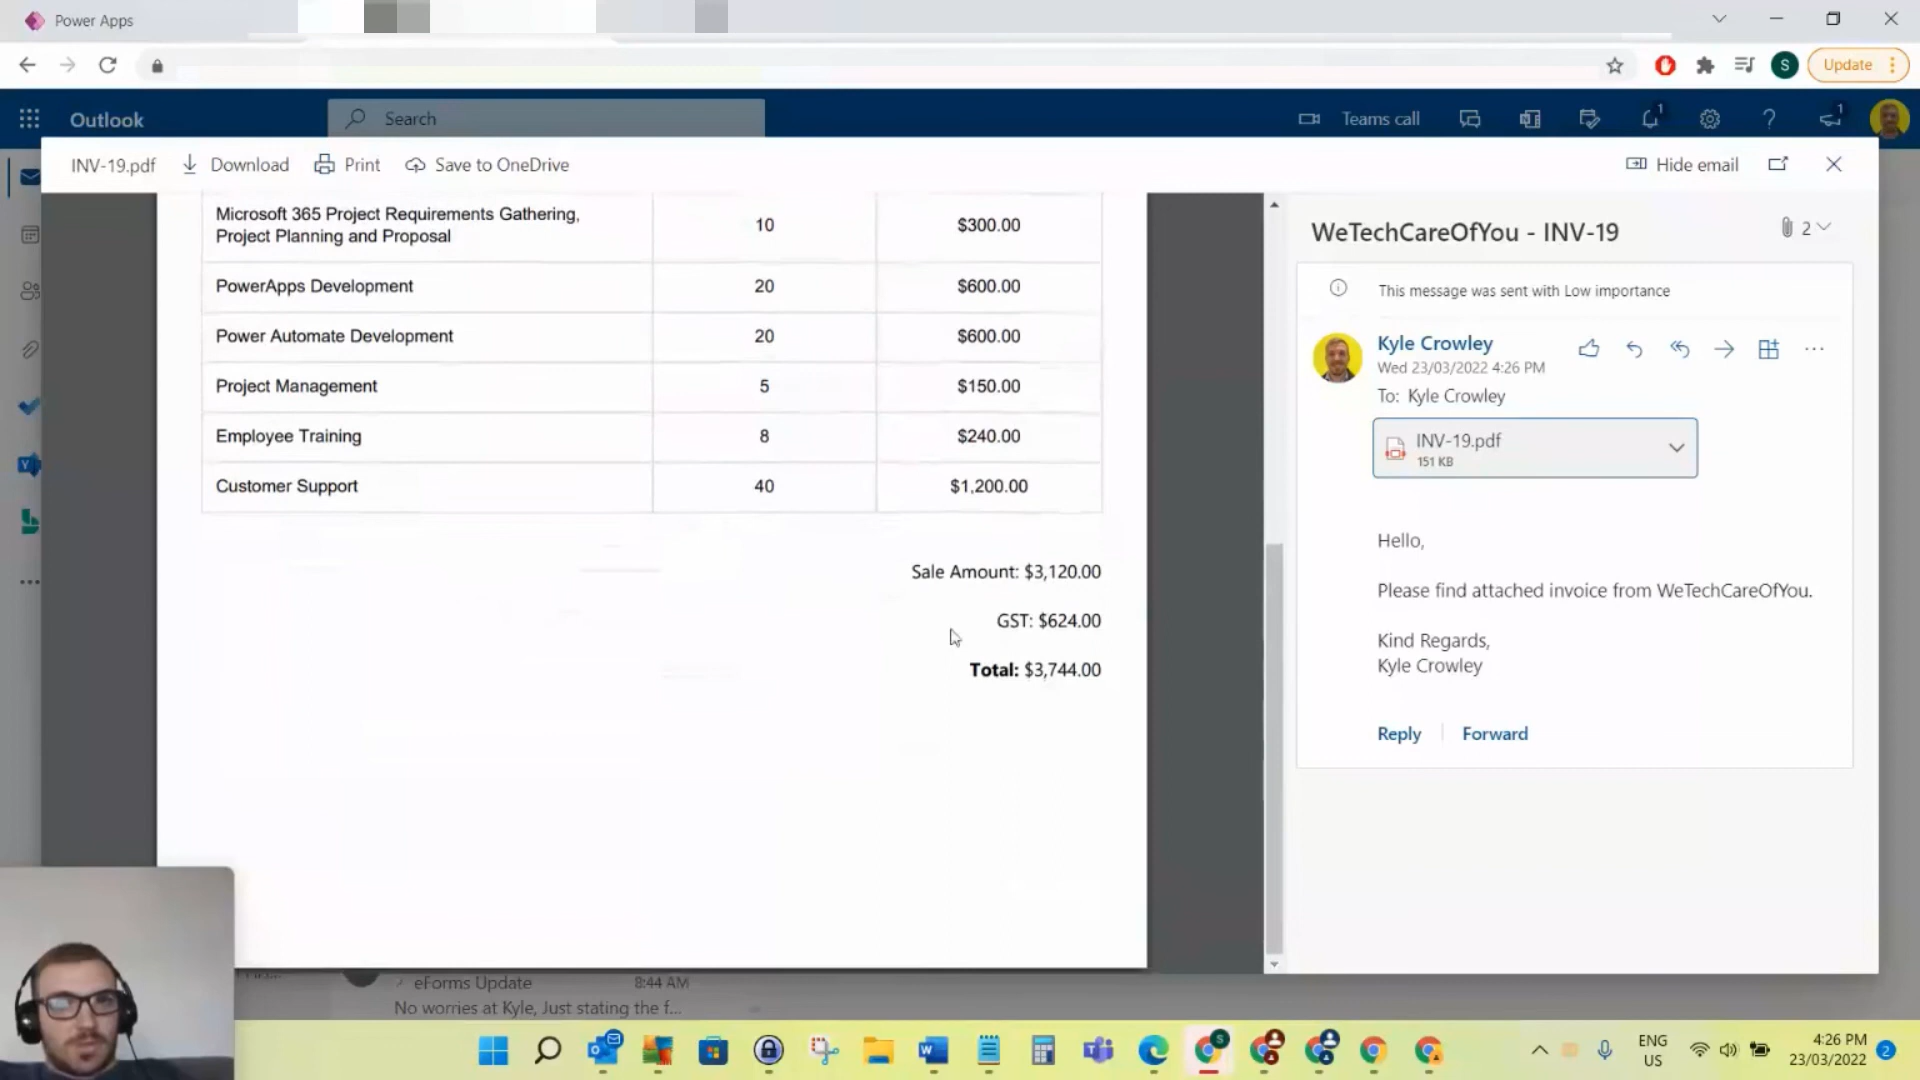 Power Apps
Update
Outlook
Search
Teams call
1
1
INV-19.pdf
Download
Print
Save to OneDrive
Hide email
Microsoft 365 Project Requirements Gathering,
Project Planning and Proposal
10
$300.00
PowerApps Development
20
$600.00
Power Automate Development
20
$600.00
Project Management
5
$150.00
Employee Training
8
$240.00
Customer Support
40
$1,200.00
Sale Amount: $3,120.00
GST: $624.00
Total: $3,744.00
WeTechCareOfYou - INV-19
2
This message was sent with Low importance
Kyle Crowley
Wed 23/03/2022 4:26 PM
To: Kyle Crowley
INV-19.pdf
151 KB
Hello,
Please find attached invoice from WeTechCareOfYou.
Kind Regards,
Kyle Crowley
Reply
Forward
eForms Update
8:44 AM
No worries at Kyle, Just stating the f...
ENG
US
4:26 PM
23/03/2022
2